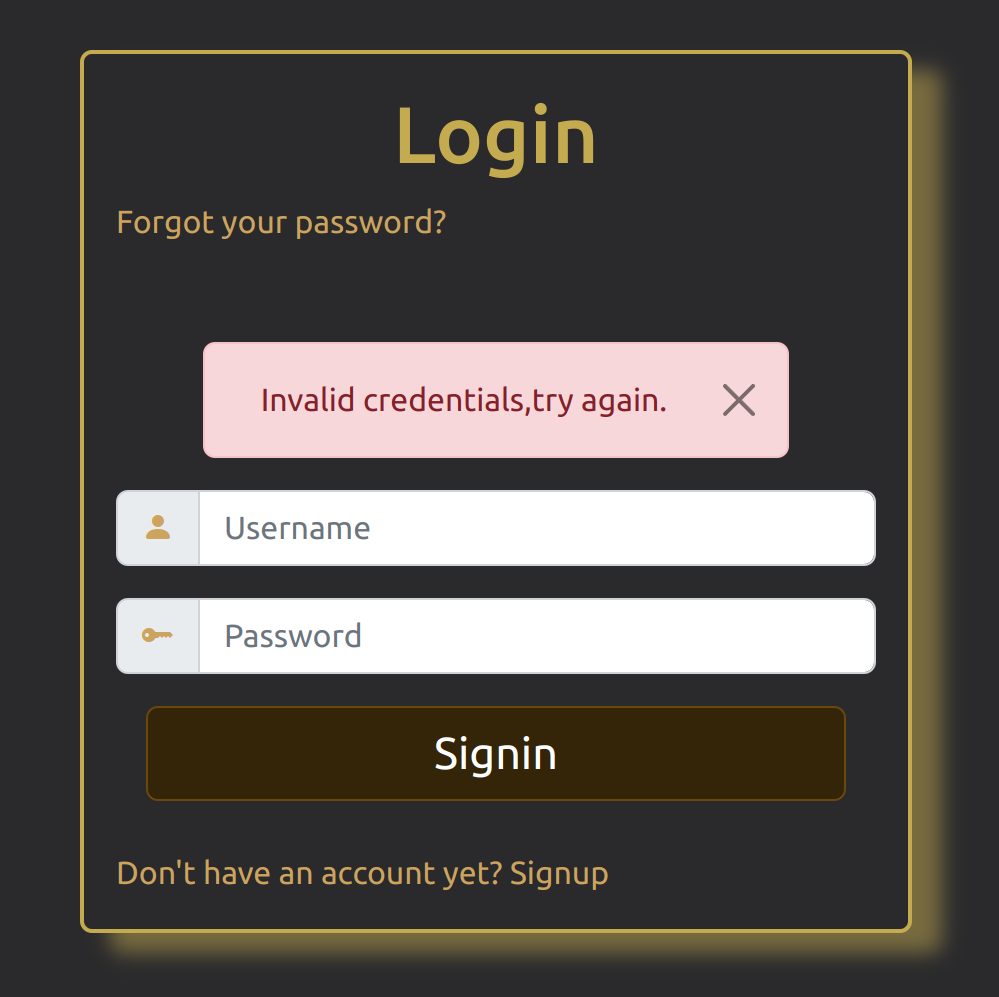 Login
Forgot your password?
Invalid credentials,try again.
Username
Password
Signin
Don't have an account yet? Signup